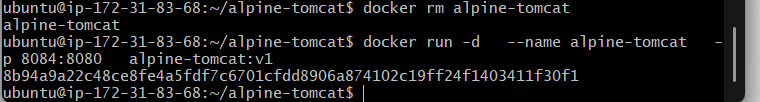 ubuntu@ip-172-31-83-68:~/alpine-tomcat$ docker rm alpine-tomcat
alpine-tomcat
ubuntu@ip-172-31-83-68:~/alpine-tomcat$ docker run -d   --name alpine-tomcat   -
p 8084:8080   alpine-tomcat:v1
8b94a9a22c48ce8fe4a5fdf7c6701cfdd8906a874102c19ff24f1403411f30f1
ubuntu@ip-172-31-83-68:~/alpine-tomcat$